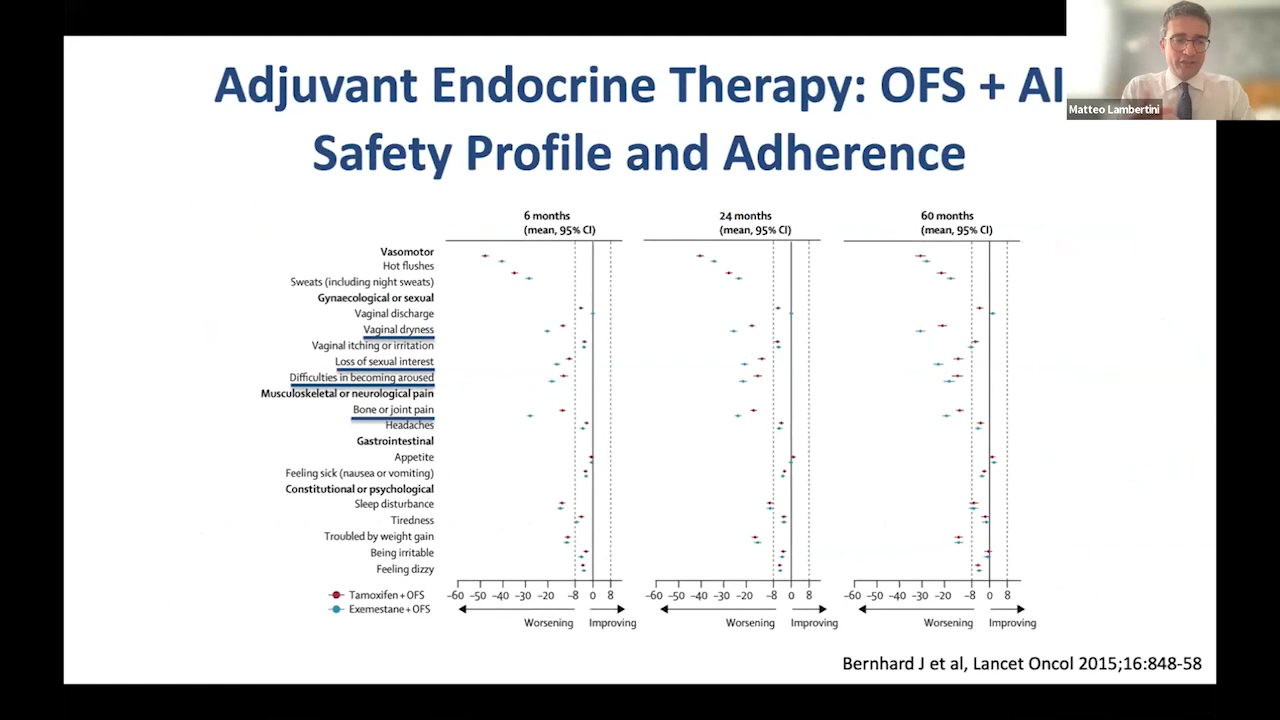 Adjuvant Endocrine Therapy: OFS + AI
Safety Profile and Adherence
Matteo Lambertini
6 months
(mean, 95% CI)
24 months
(mean, 95% CI)
60 months
(mean, 95% CI)
Vasomotor
Hot flushes
Sweats (including night sweats)
Gynaecological or sexual
Vaginal discharge
Vaginal dryness
Vaginal itching or irritation
Loss of sexual interest
Difficulties in becoming aroused
Musculoskeletal or neurological pain
Bone or joint pain
Headaches
Gastrointestinal
Appetite
Feeling sick (nausea or vomiting)
Constitutional or psychological
Sleep disturbance
Tiredness
Troubled by weight gain
Being irritable
Feeling dizzy
Tamoxifen + OFS
Exemestane + OFS
−60 −50 −40 −30 −20 −8 0 8
Worsening Improving
−60 −50 −40 −30 −20 −8 0 8
Worsening Improving
−60 −50 −40 −30 −20 −8 0 8
Worsening Improving
Bernhard J et al, Lancet Oncol 2015;16:848-58